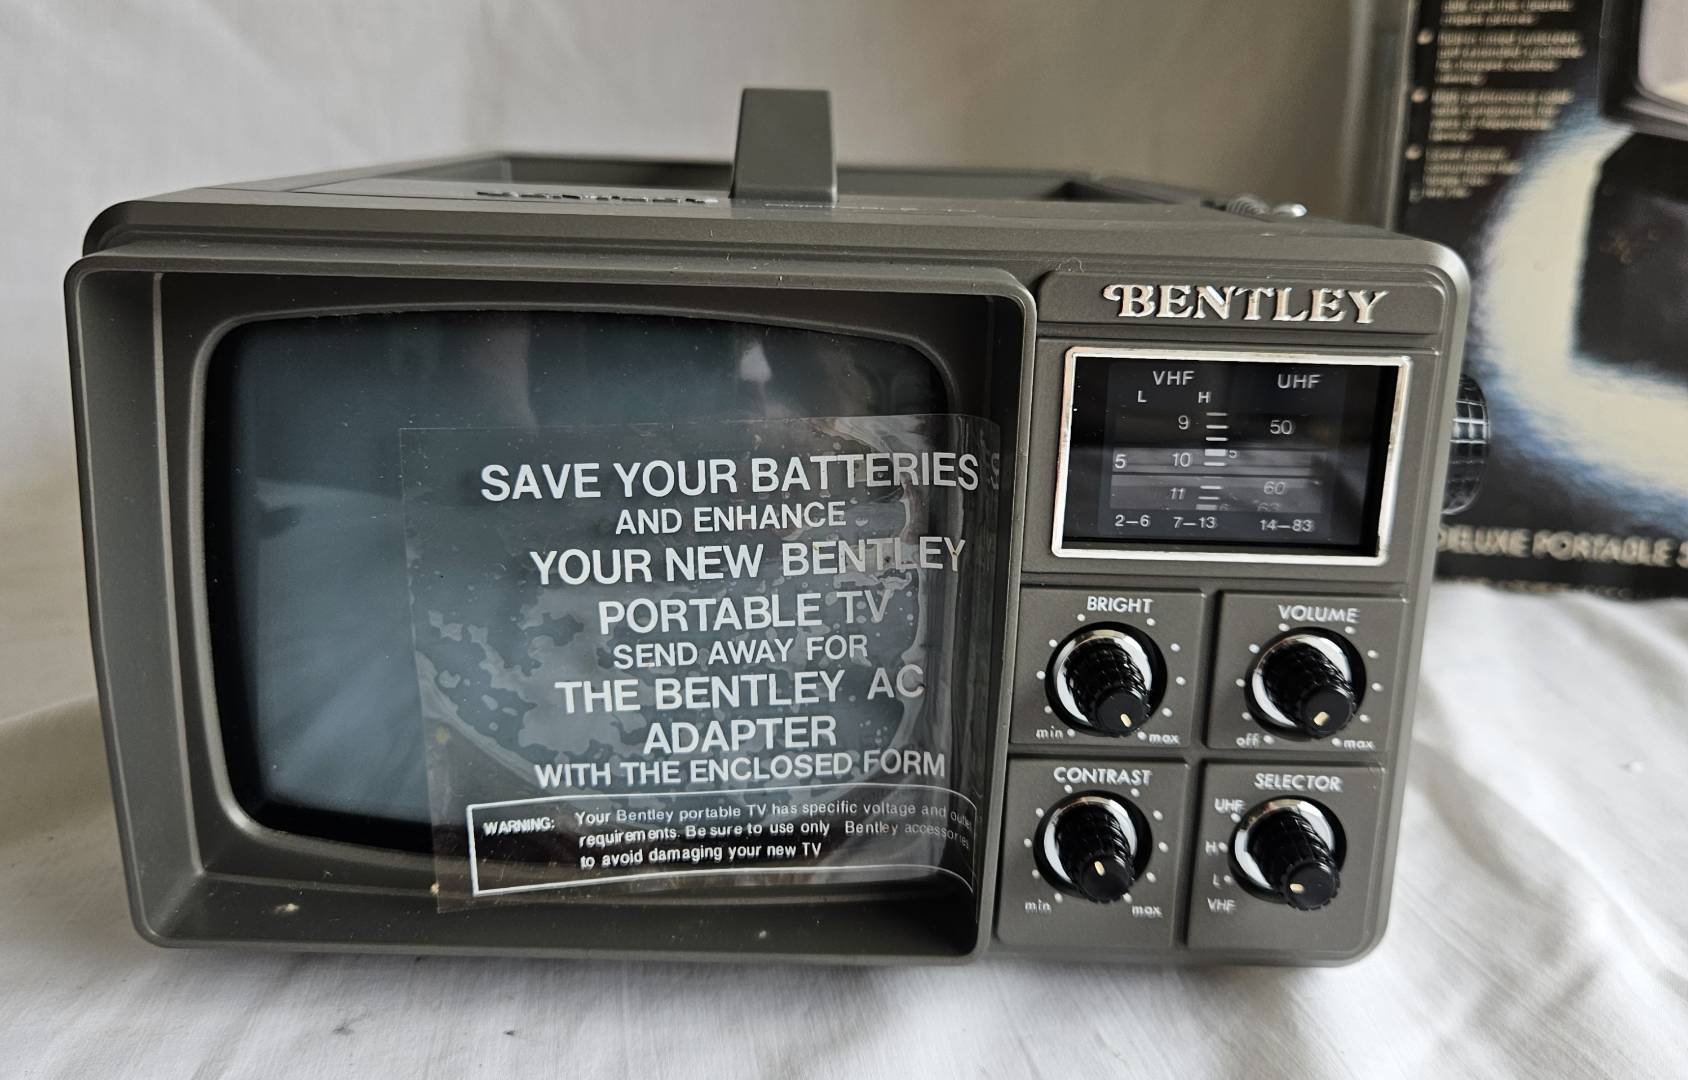 BENTLEY
VHF UHF
L H
9 50
5 10 5
11 60
2–6 7–13 14–83
SAVE YOUR BATTERIES
AND ENHANCE
YOUR NEW BENTLEY
PORTABLE TV
SEND AWAY FOR
THE BENTLEY AC
ADAPTER
WITH THE ENCLOSED FORM
WARNING: Your Bentley portable TV has specific voltage and
requirements. Be sure to use only Bentley accessories
to avoid damaging your new TV
BRIGHT
min max
VOLUME
off max
CONTRAST
min max
SELECTOR
UHF
H
L
VHF
DELUXE PORTABLE